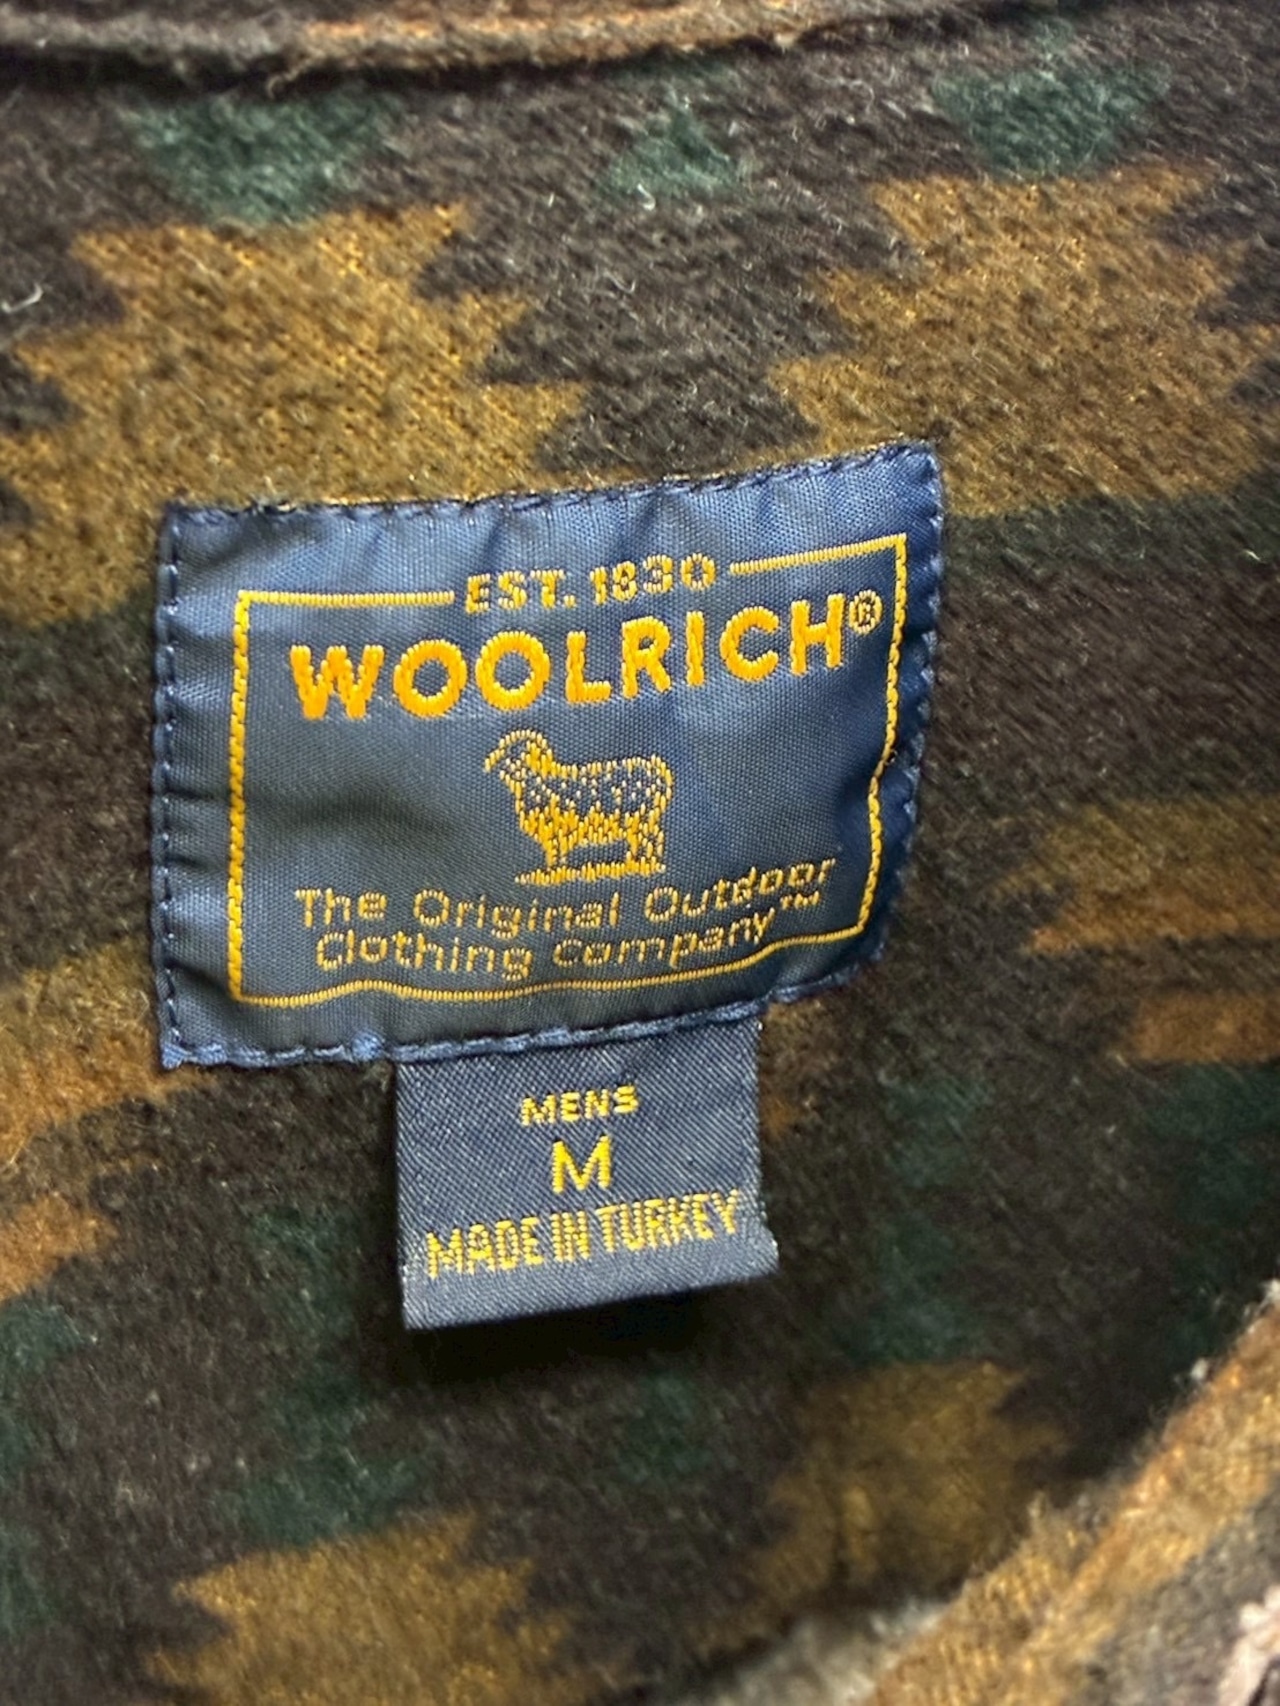 EST. 1830
WOOLRICH®
The Original Outdoor
Clothing Company™
MENS
M
MADE IN TURKEY